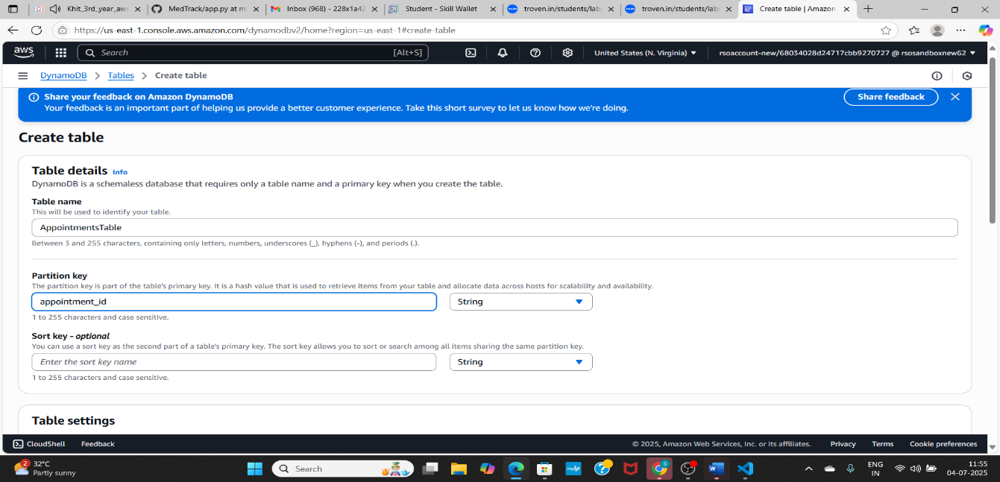 Khit_3rd_year_aws
MedTrack/app.py at m
Inbox (968) - 228x1a42
Student - Skill Wallet
troven.in/students/lab
troven.in/students/lab
Create table | Amazon
https://us-east-1.console.aws.amazon.com/dynamodbv2/home?region=us-east-1#create-table
aws
Search
[Alt+S]
United States (N. Virginia)
rsoaccount-new/68034028d24717cbb9270727 @ rsosandboxnew62
DynamoDB
Tables
Create table
Share your feedback on Amazon DynamoDB
Your feedback is an important part of helping us provide a better customer experience. Take this short survey to let us know how we're doing.
Share feedback
Create table
Table details Info
DynamoDB is a schemaless database that requires only a table name and a primary key when you create the table.
Table name
This will be used to identify your table.
AppointmentsTable
Between 3 and 255 characters, containing only letters, numbers, underscores (_), hyphens (-), and periods (.).
Partition key
The partition key is part of the table's primary key. It is a hash value that is used to retrieve items from your table and allocate data across hosts for scalability and availability.
appointment_id
String
1 to 255 characters and case sensitive.
Sort key - optional
You can use a sort key as the second part of a table's primary key. The sort key allows you to sort or search among all items sharing the same partition key.
Enter the sort key name
String
1 to 255 characters and case sensitive.
Table settings
CloudShell
Feedback
© 2025, Amazon Web Services, Inc. or its affiliates.
Privacy
Terms
Cookie preferences
2
32°C
Partly sunny
Search
ENG
IN
11:55
04-07-2025